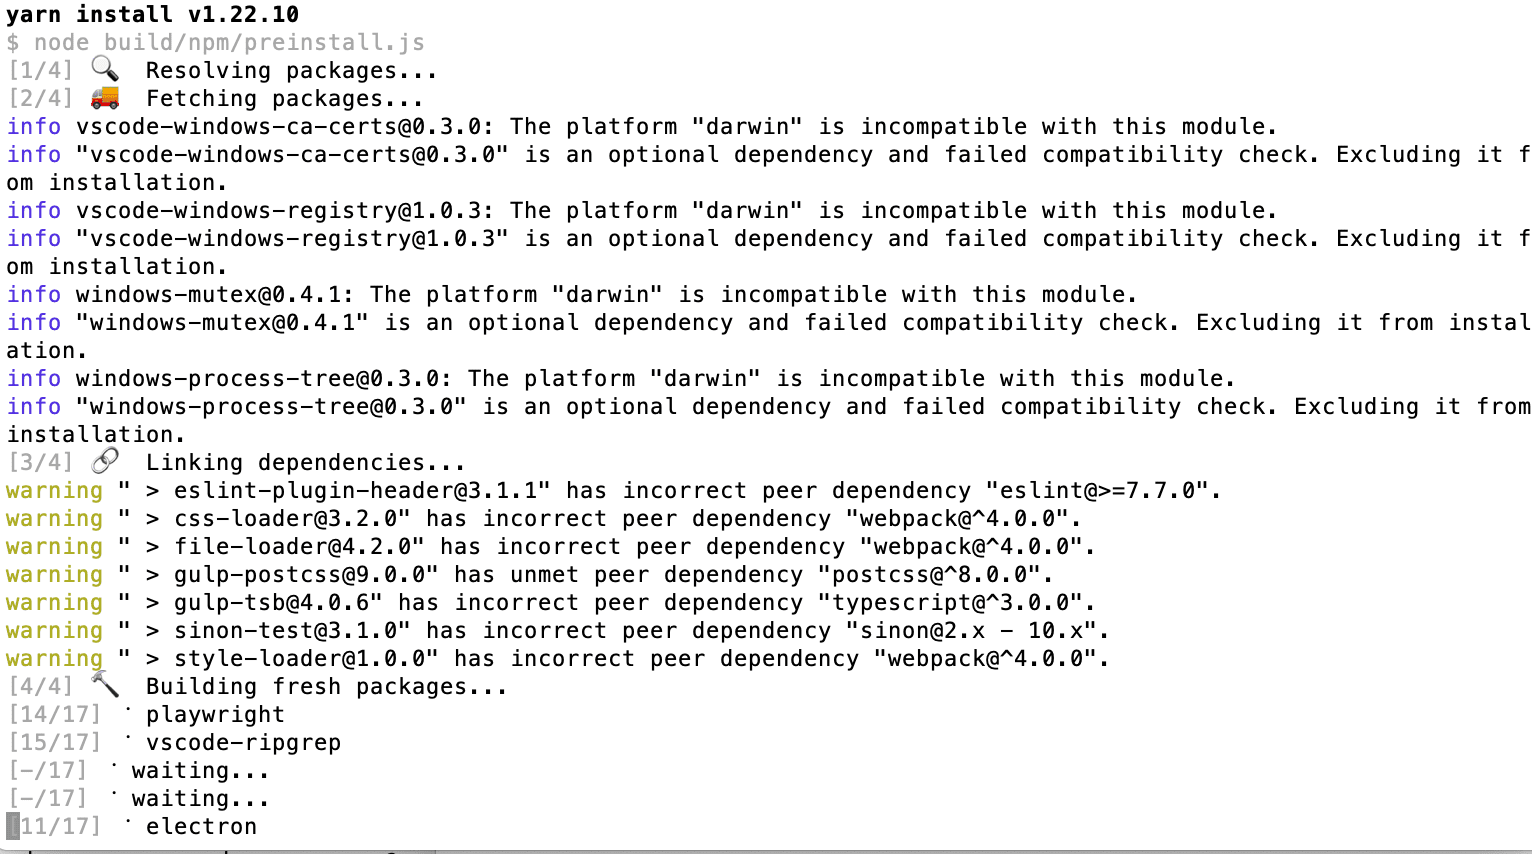 yarn install v1.22.10
$ node build/npm/preinstall.js
[1/4] 🔍 Resolving packages...
[2/4] 🚚 Fetching packages...
info vscode-windows-ca-certs@0.3.0: The platform "darwin" is incompatible with this module.
info "vscode-windows-ca-certs@0.3.0" is an optional dependency and failed compatibility check. Excluding it f
om installation.
info vscode-windows-registry@1.0.3: The platform "darwin" is incompatible with this module.
info "vscode-windows-registry@1.0.3" is an optional dependency and failed compatibility check. Excluding it f
om installation.
info windows-mutex@0.4.1: The platform "darwin" is incompatible with this module.
info "windows-mutex@0.4.1" is an optional dependency and failed compatibility check. Excluding it from instal
ation.
info windows-process-tree@0.3.0: The platform "darwin" is incompatible with this module.
info "windows-process-tree@0.3.0" is an optional dependency and failed compatibility check. Excluding it from
installation.
[3/4] 🔗 Linking dependencies...
warning " > eslint-plugin-header@3.1.1" has incorrect peer dependency "eslint@>=7.7.0".
warning " > css-loader@3.2.0" has incorrect peer dependency "webpack@^4.0.0".
warning " > file-loader@4.2.0" has incorrect peer dependency "webpack@^4.0.0".
warning " > gulp-postcss@9.0.0" has unmet peer dependency "postcss@^8.0.0".
warning " > gulp-tsb@4.0.6" has incorrect peer dependency "typescript@^3.0.0".
warning " > sinon-test@3.1.0" has incorrect peer dependency "sinon@2.x - 10.x".
warning " > style-loader@1.0.0" has incorrect peer dependency "webpack@^4.0.0".
[4/4] 🔨 Building fresh packages...
[14/17] ⠁ playwright
[15/17] ⠁ vscode-ripgrep
[-/17] ⠁ waiting...
[-/17] ⠁ waiting...
[11/17] ⠁ electron